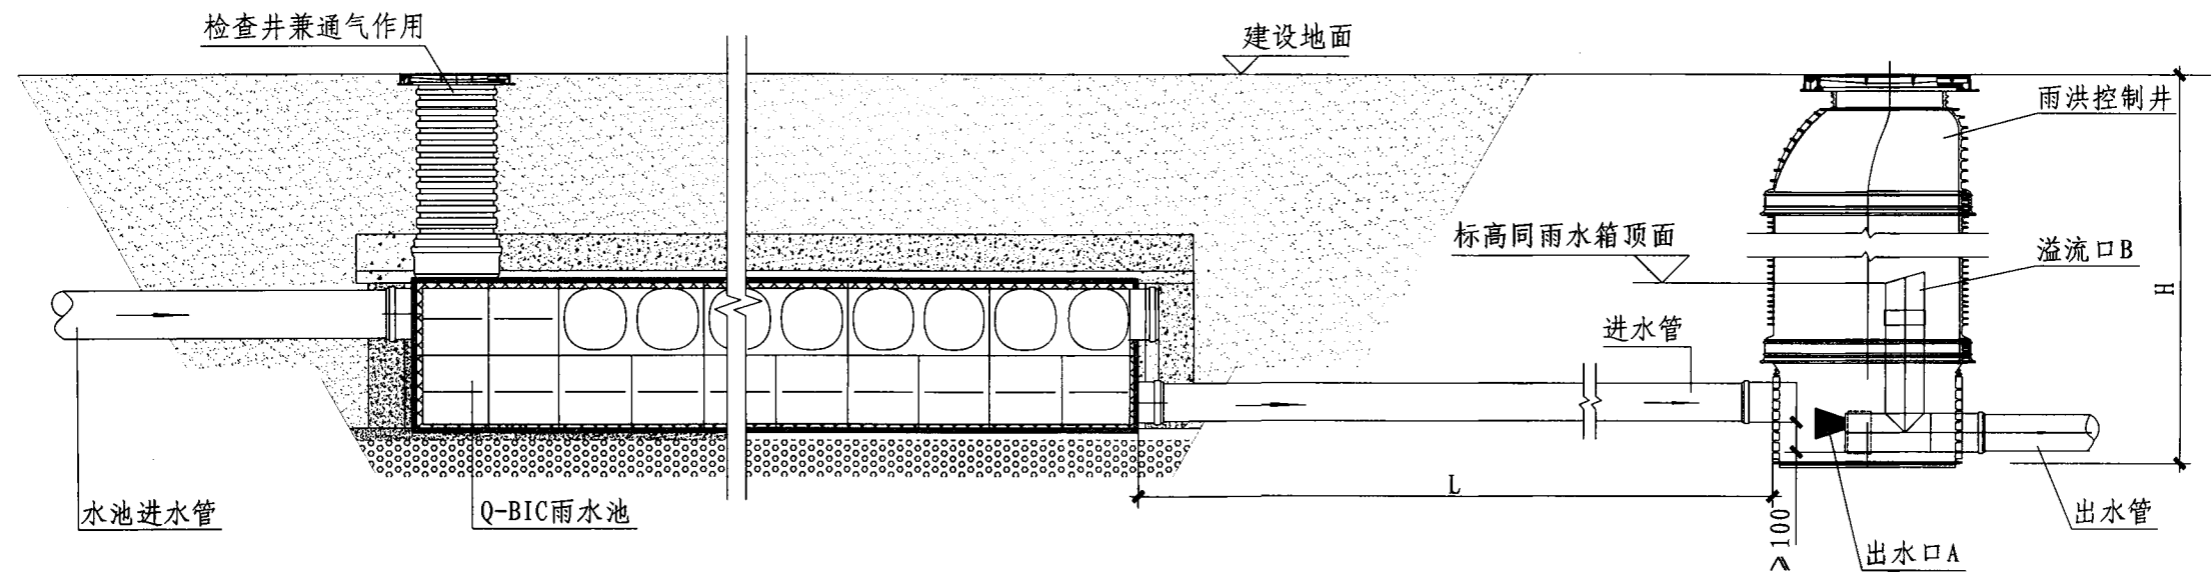 检查井兼通气作用
建设地面
雨洪控制井
标高同雨水箱顶面
溢流口B
H
进水管
L
水池进水管
Q-BIC雨水池
≥100
出水口A
出水管